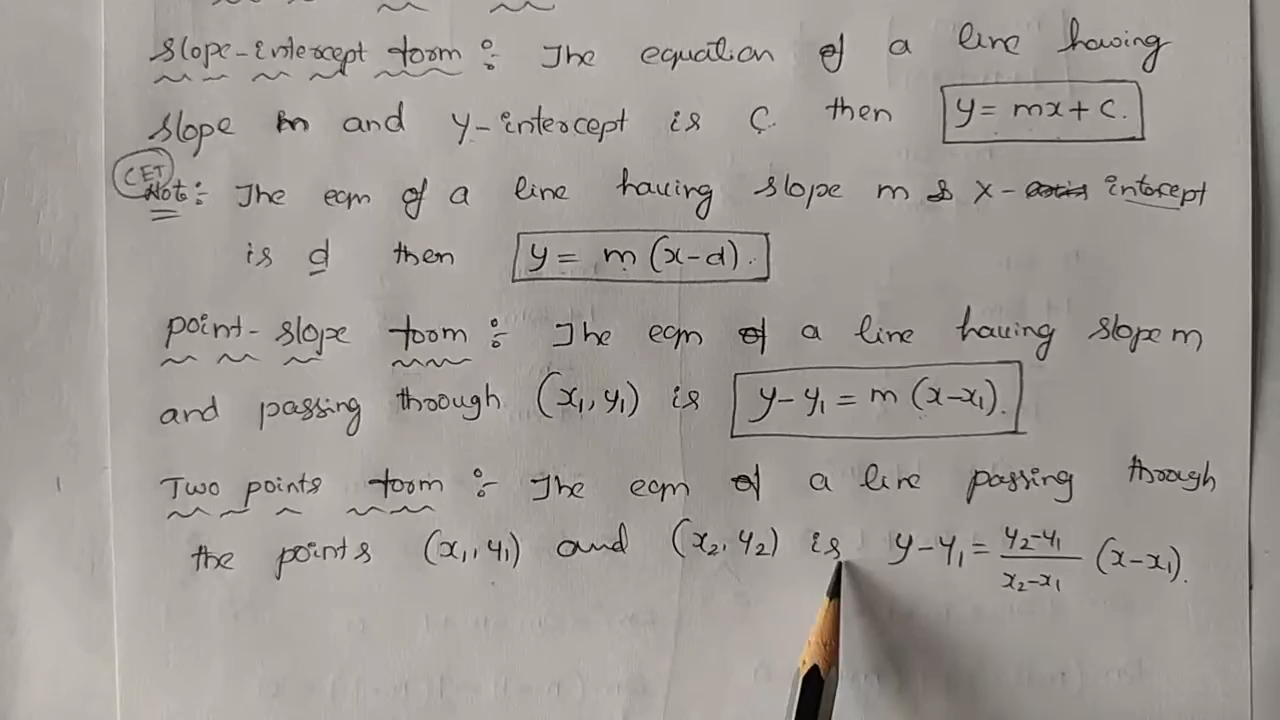 Slope-Intercept form :- The equation of a line having
slope m and y-intercept is C. then y = mx + c.
CET
Note:- The eqn of a line having slope m & x- axis intercept
is d then y = m (x-d).
point-slope form :- The eqn of a line having slope m
and passing through (x₁, y₁) is y - y₁ = m (x-x₁).
Two points form :- The eqn of a line passing through
the points (x₁, y₁) and (x₂, y₂) is y - y₁ = y₂-y₁/x₂-x₁ (x-x₁).